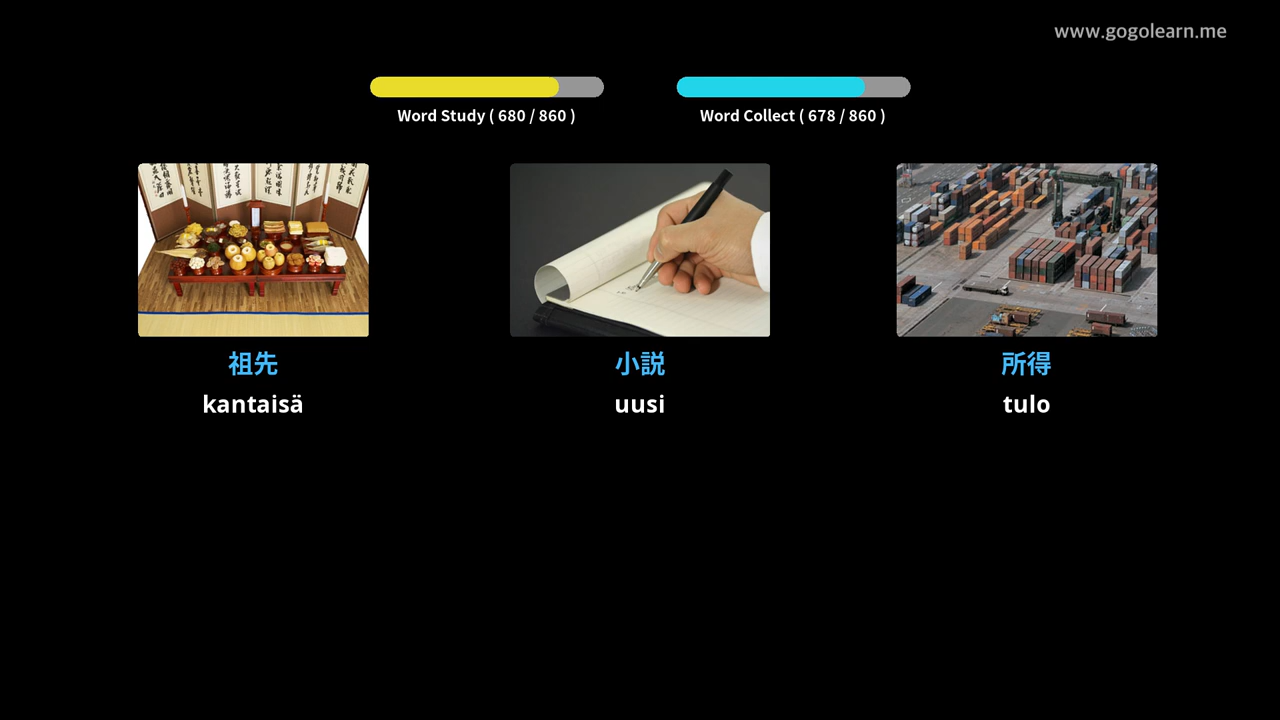 www.gogolearn.me
Word Study ( 680 / 860 )
Word Collect ( 678 / 860 )
祖先
小説
所得
kantaisä
uusi
tulo